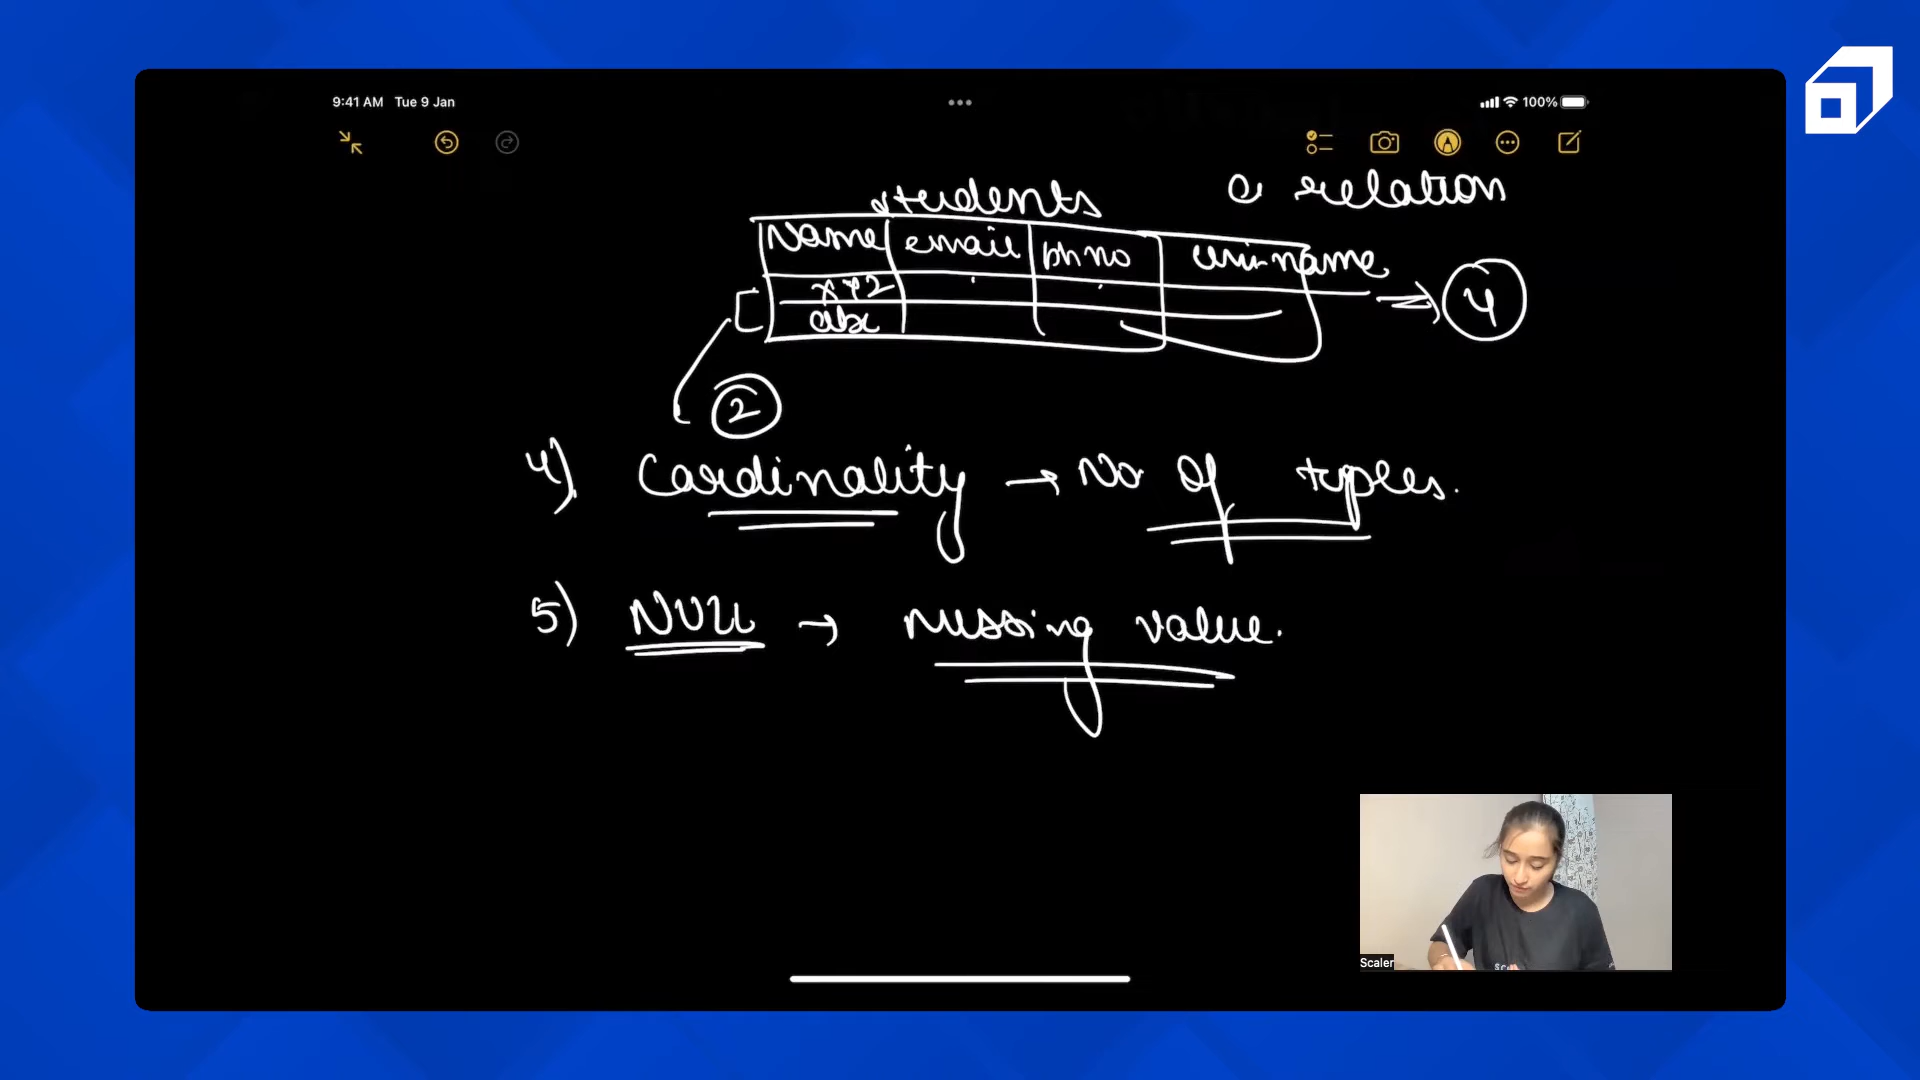 9:41 AM Tue 9 Jan
100%
a relation
students
Name email ph no uni-name
xyz
4
abc
2
4) Cardinality → No of tuples.
5) NULL → missing value.
Scaler